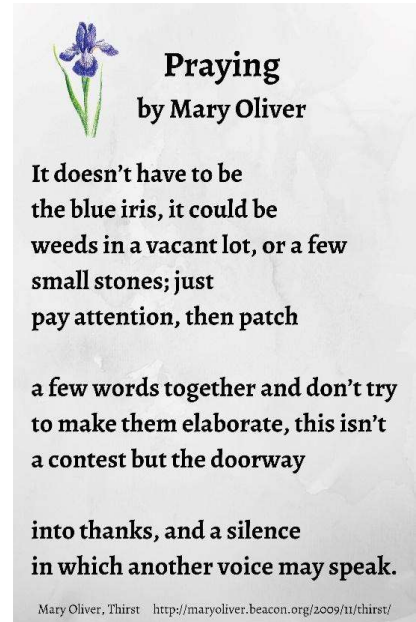 Praying
by Mary Oliver
It doesn’t have to be
the blue iris, it could be
weeds in a vacant lot, or a few
small stones; just
pay attention, then patch
a few words together and don’t try
to make them elaborate, this isn’t
a contest but the doorway
into thanks, and a silence
in which another voice may speak.
Mary Oliver, Thirst http://maryoliver.beacon.org/2009/11/thirst/